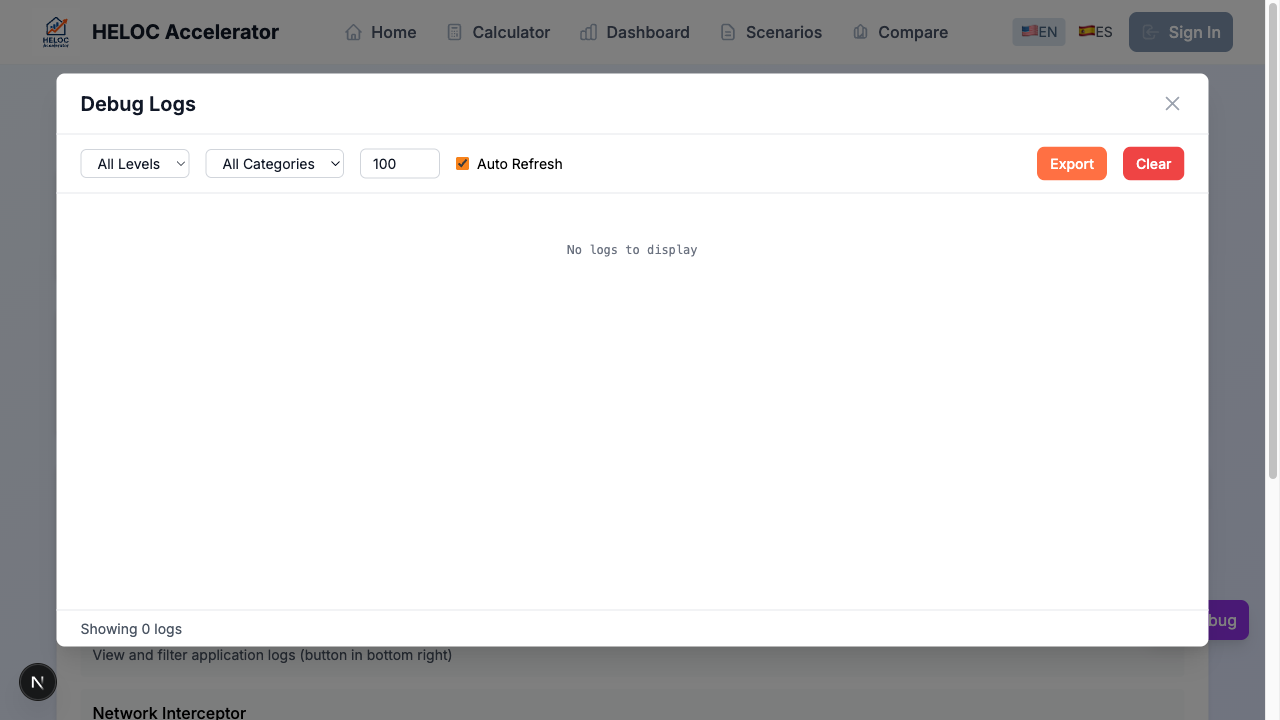 HELOC Accelerator
HELOC Accelerator Home Calculator Dashboard Scenarios Compare 🇺🇸EN 🇪🇸ES Sign In
Debug Logs
All Levels All Categories 100 Auto Refresh Export Clear
No logs to display
Showing 0 logs
bug
View and filter application logs (button in bottom right)
N
Network Interceptor